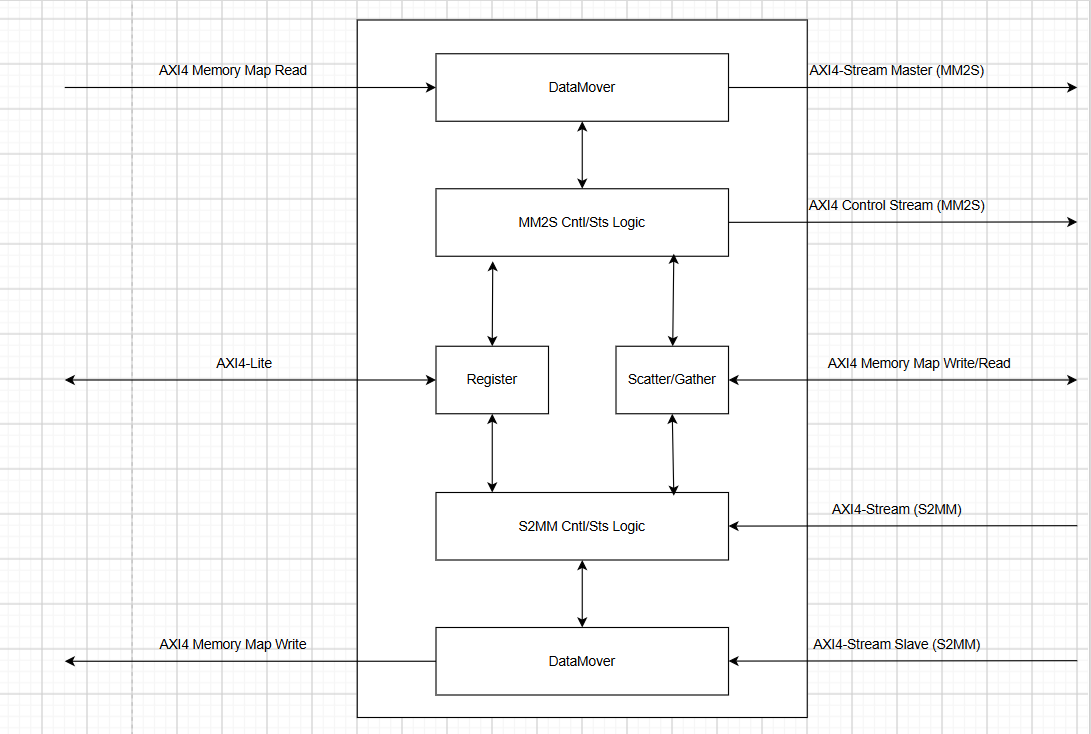 AXI4 Memory Map Read
DataMover
AXI4-Stream Master (MM2S)
MM2S Cntl/Sts Logic
AXI4 Control Stream (MM2S)
AXI4-Lite
Register
Scatter/Gather
AXI4 Memory Map Write/Read
S2MM Cntl/Sts Logic
AXI4-Stream (S2MM)
AXI4 Memory Map Write
DataMover
AXI4-Stream Slave (S2MM)